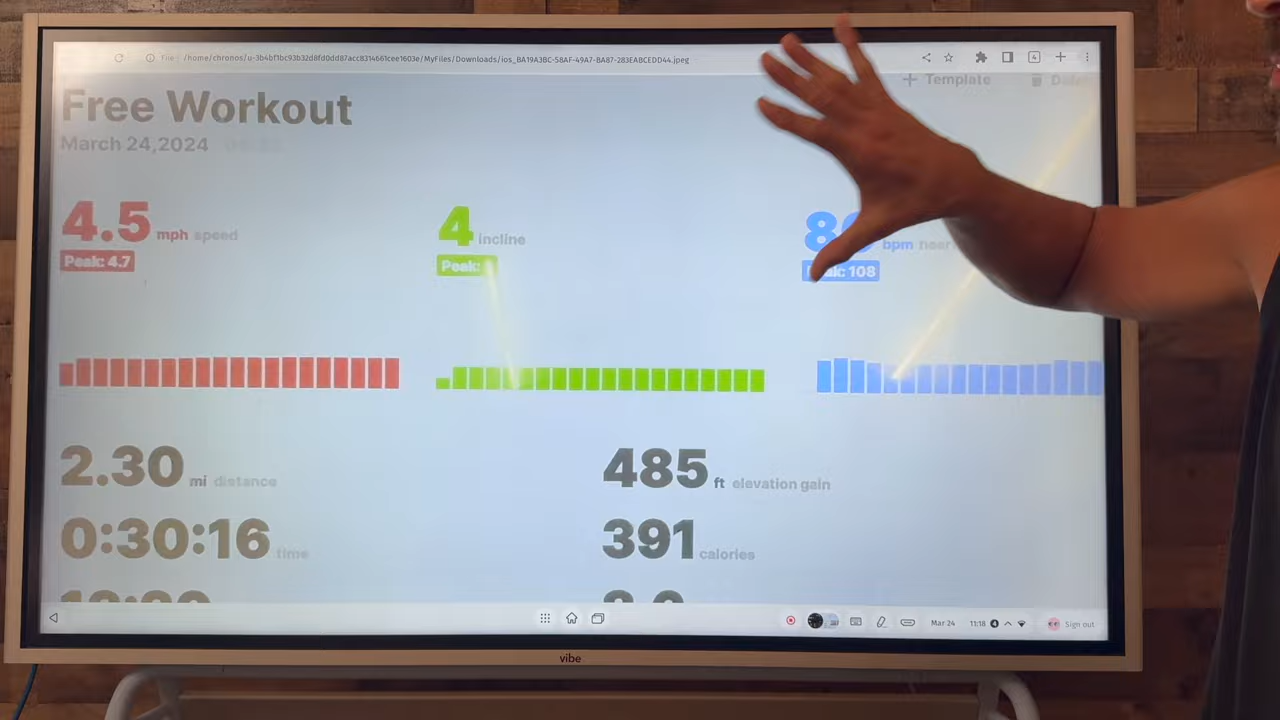 File | /home/chronos/u-3b4bf1bc93b32d8fd0dd87acc8314661cee1603e/MyFiles/Downloads/ios_BA19A3BC-58AF-49A7-BA87-283EABCEDD44.jpeg
+ Template
Free Workout
March 24,2024
4.5 mph speed
Peak: 4.7
4 incline
Peak:
bpm
108
2.30 mi distance
485 ft elevation gain
0:30:16 time
391 calories
Mar 24 11:18 4 Sign out
vibe